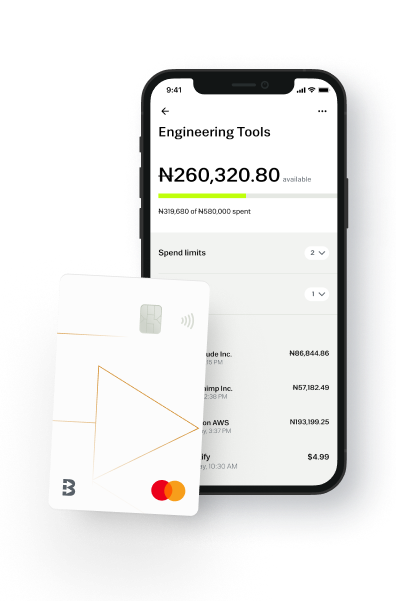 9:41
Engineering Tools
₦260,320.80 available
₦319,680 of ₦580,000 spent
Spend limits 2
1
ude Inc. ₦86,844.86
PM
himp Inc. ₦57,182.49
2:36 PM
on AWS ₦193,199.25
3:37 PM
ify $4.99
10:30 AM